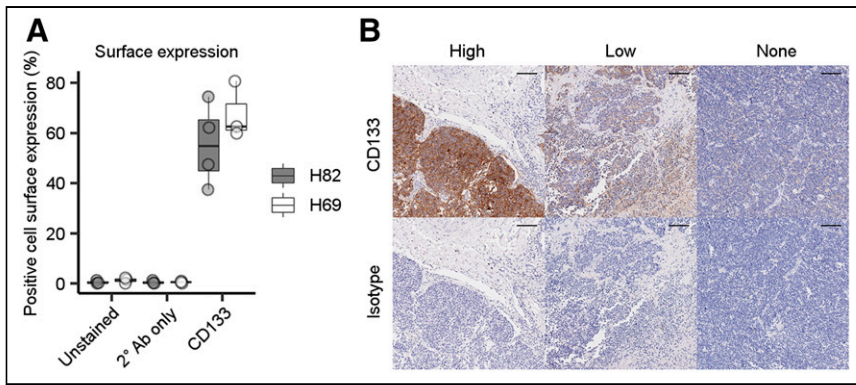 A
Surface expression
Positive cell surface expression (%)
80
60
40
20
0
Unstained
2° Ab only
CD133
H82
H69
B
High
Low
None
CD133
Isotype